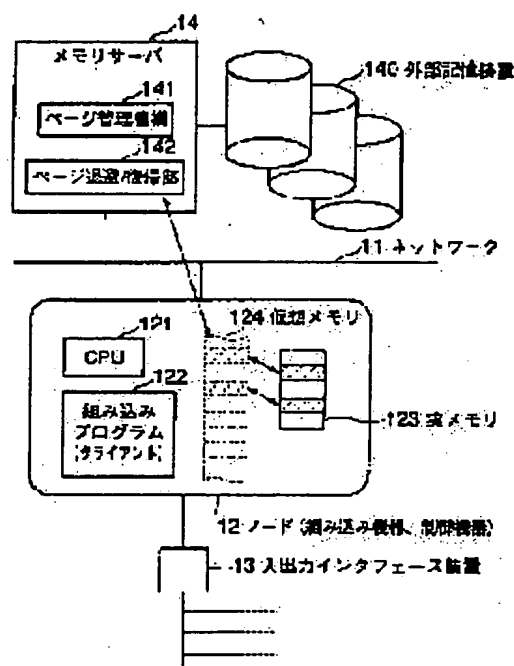 14
メモリサーバ
141
ページ管理機構
142
ページ退避/復帰部
140 外部記憶装置
11 ネットワーク
121
CPU
122
組み込み
プログラム
(クライアント)
124 仮想メモリ
123 実メモリ
12 ノード(組み込み機器、制御機器)
13 入出力インタフェース装置